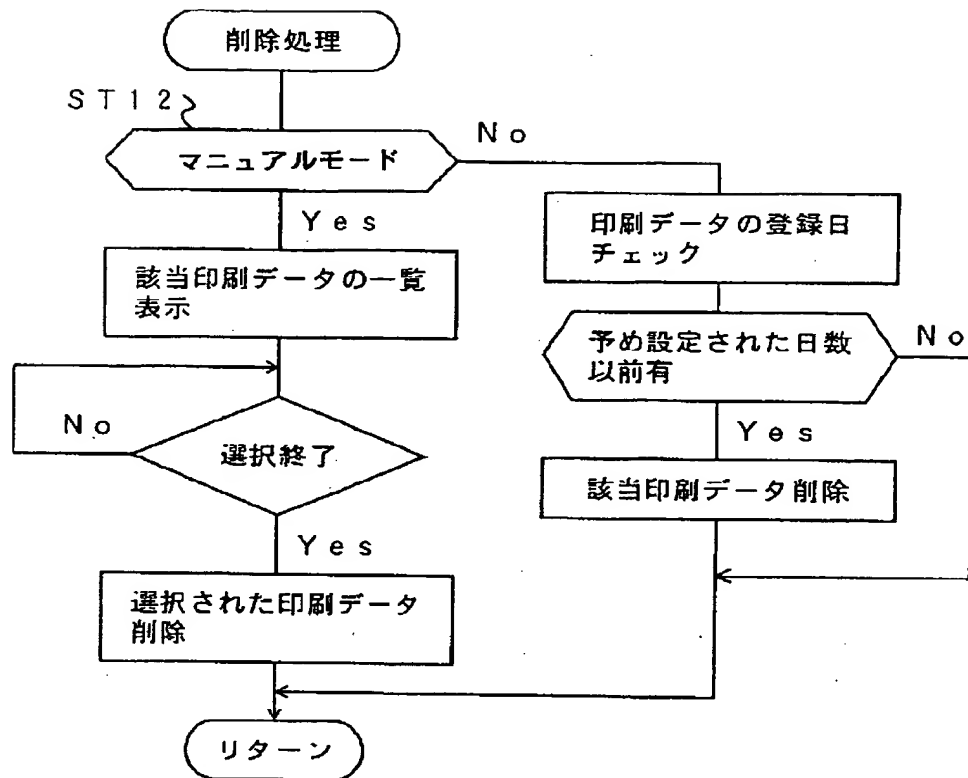 削除処理
ST12
マニュアルモード
No
Yes
該当印刷データの一覧
表示
No
選択終了
Yes
選択された印刷データ
削除
印刷データの登録日
チェック
予め設定された日数
以前有
No
Yes
該当印刷データ削除
リターン